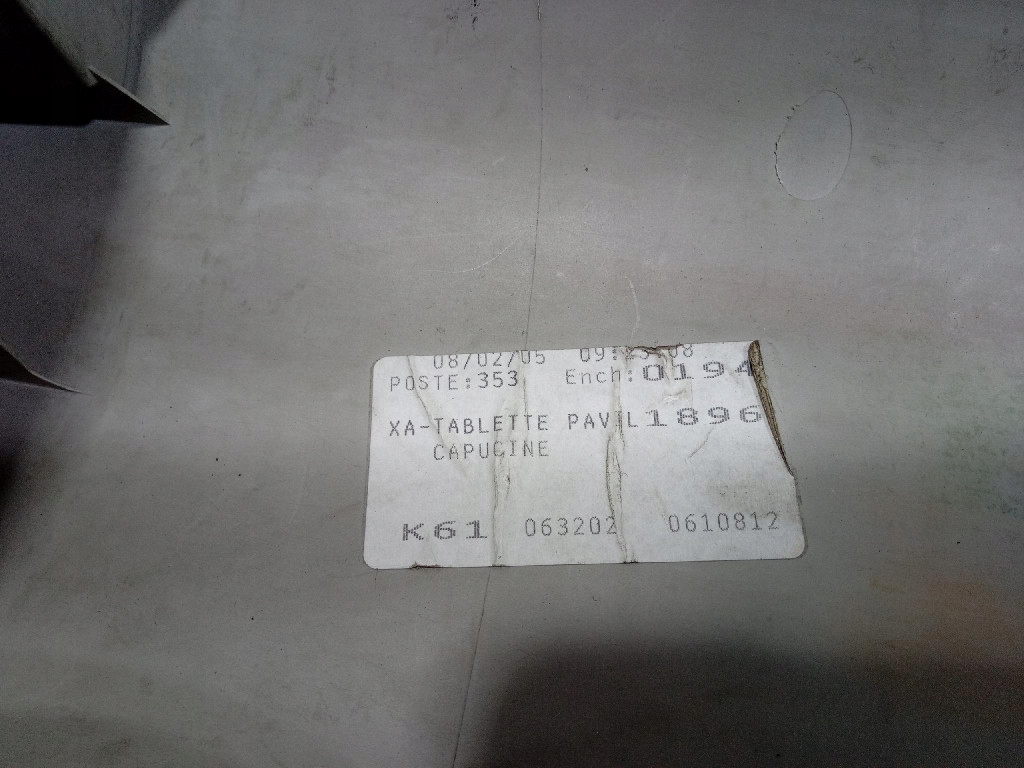 08/02/05
POSTE:353 Ench:0194
XA-TABLETTE PAVIL1896
CAPUCINE
K61 063202 0610812